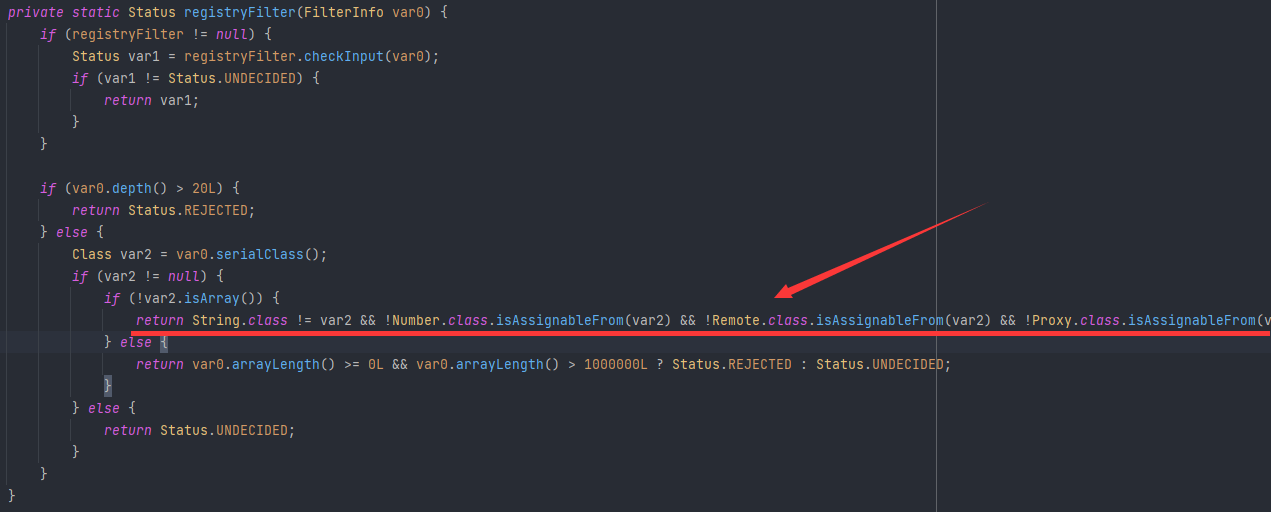 private static Status registryFilter(FilterInfo var0) {
if (registryFilter != null) {
Status var1 = registryFilter.checkInput(var0);
if (var1 != Status.UNDECIDED) {
return var1;
}
}
if (var0.depth() > 20L) {
return Status.REJECTED;
} else {
Class var2 = var0.serialClass();
if (var2 != null) {
if (!var2.isArray()) {
return String.class != var2 && !Number.class.isAssignableFrom(var2) && !Remote.class.isAssignableFrom(var2) && !Proxy.class.isAssignableFrom(v
} else {
return var0.arrayLength() >= 0L && var0.arrayLength() > 1000000L ? Status.REJECTED : Status.UNDECIDED;
}
} else {
return Status.UNDECIDED;
}
}
}